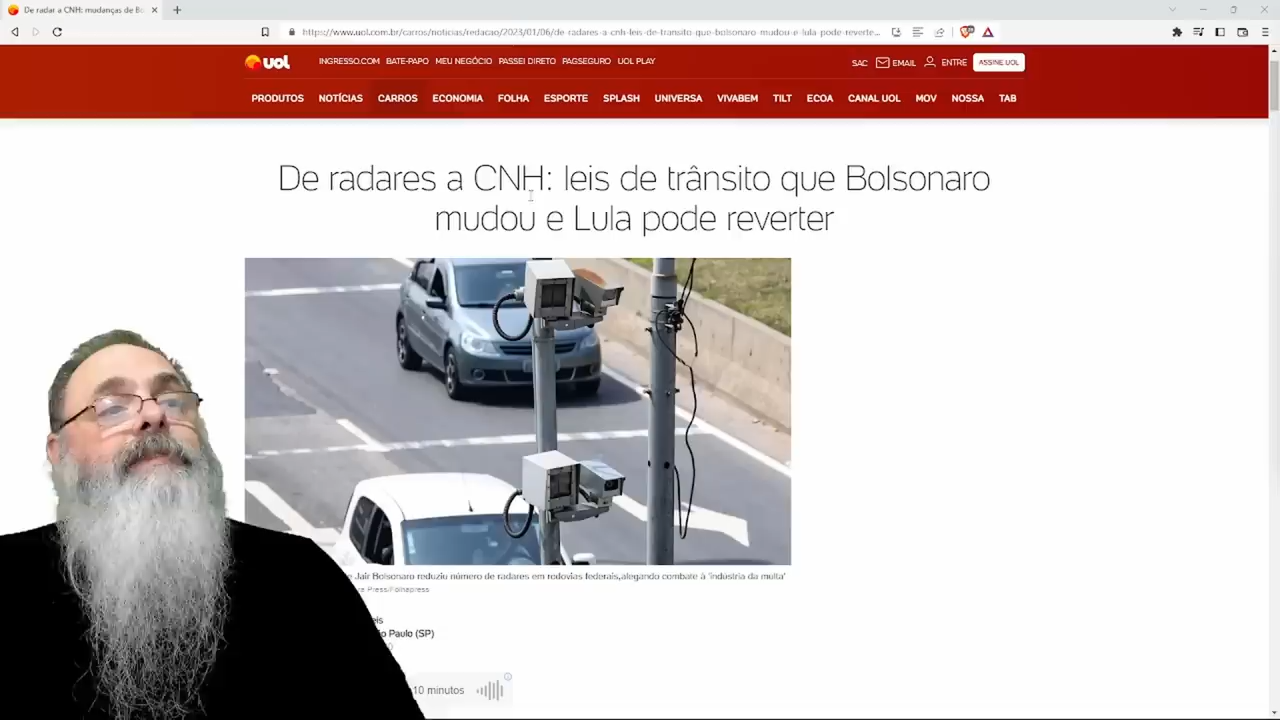 De radar a CNH: mudanças de Bo
https://www.uol.com.br/carros/noticias/redacao/2023/01/06/de-radares-a-cnh-leis-de-transito-que-bolsonaro-mudou-e-lula-pode-reverte...
UOL
INGRESSO.COM BATE-PAPO MEU NEGÓCIO PASSEI DIRETO PAGSEGURO UOL PLAY
SAC EMAIL ENTRE ASSINE UOL
PRODUTOS NOTÍCIAS CARROS ECONOMIA FOLHA ESPORTE SPLASH UNIVERSA VIVABEM TILT ECOA CANAL UOL MOV NOSSA TAB
De radares a CNH: leis de trânsito que Bolsonaro
mudou e Lula pode reverter
Jair Bolsonaro reduziu número de radares em rodovias federais,alegando combate à 'indústria da multa'
Press/Folhapress
Paulo (SP)
10 minutos